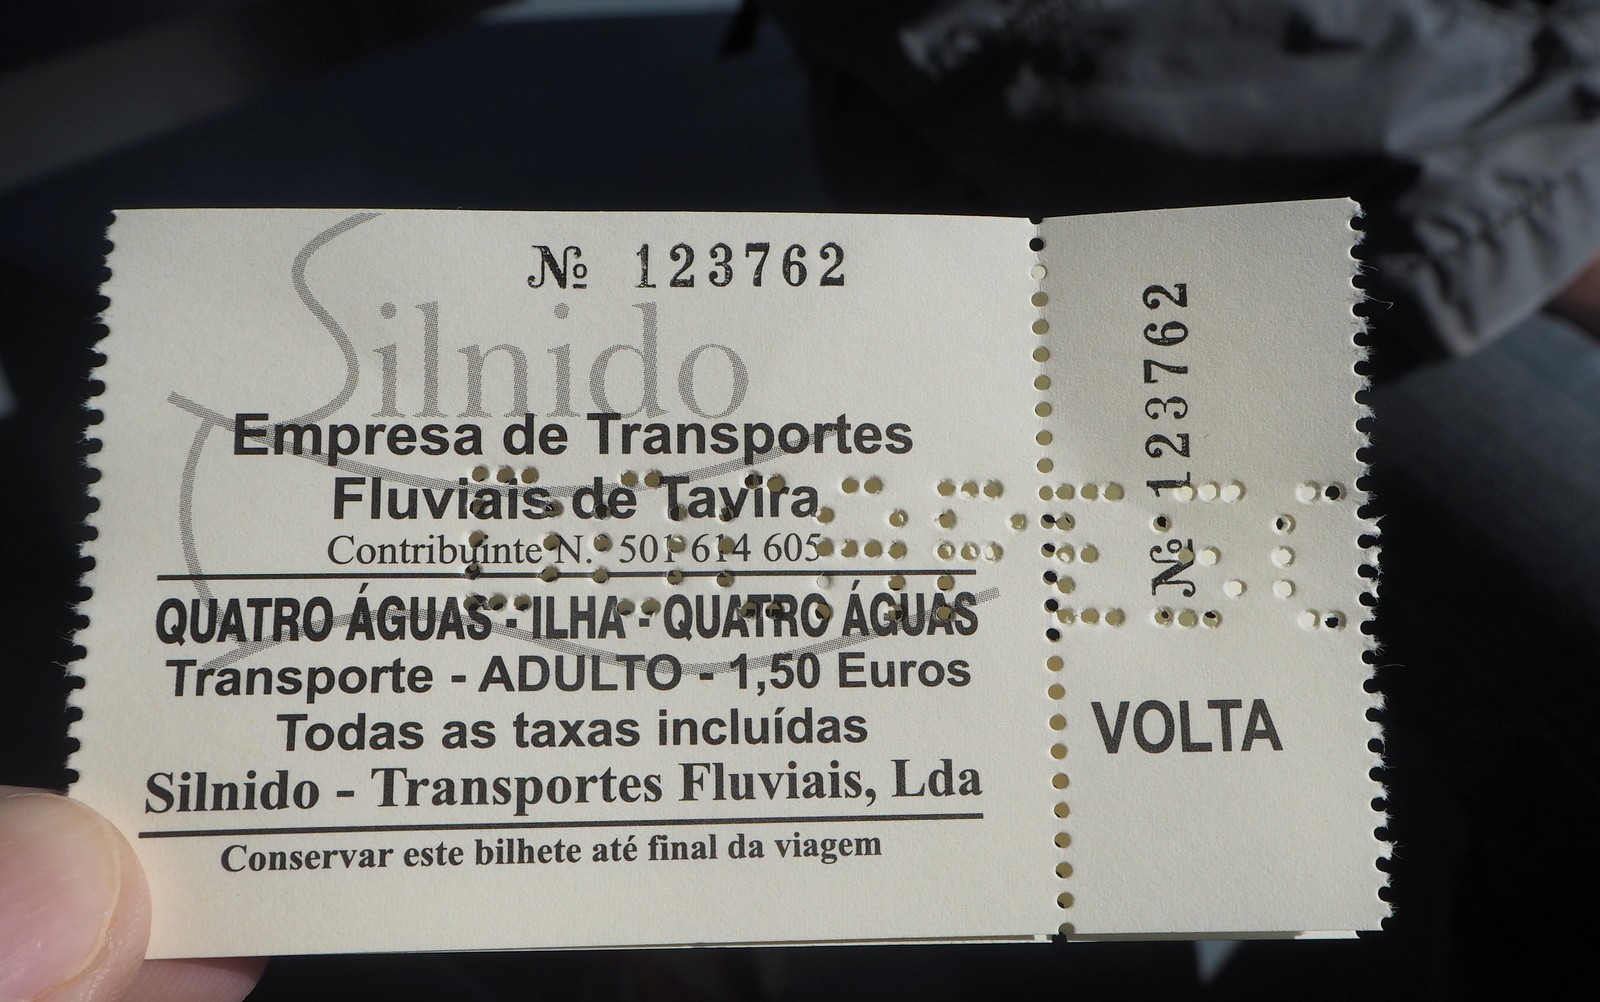 № 123762
Silnido
Empresa de Transportes
Fluviais de Tavira
Contribuinte N.º 501 614 605
QUATRO ÁGUAS - ILHA - QUATRO ÁGUAS
Transporte - ADULTO - 1,50 Euros
Todas as taxas incluídas
Silnido - Transportes Fluviais, Lda
Conservar este bilhete até final da viagem
№ 123762
VOLTA